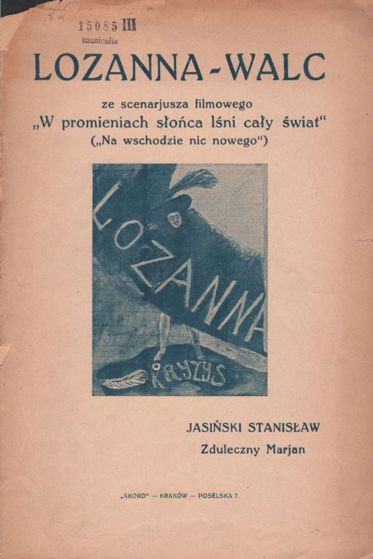 15085 III
musicalia
LOZANNA-WALC
ze scenarjusza filmowego
„W promieniach słońca lśni cały świat“
(„Na wschodzie nic nowego“)
LOZANNA
KRYZYS
JASIŃSKI STANISŁAW
Zduleczny Marjan
„AKORD“ — KRAKÓW — POSELSKA 7